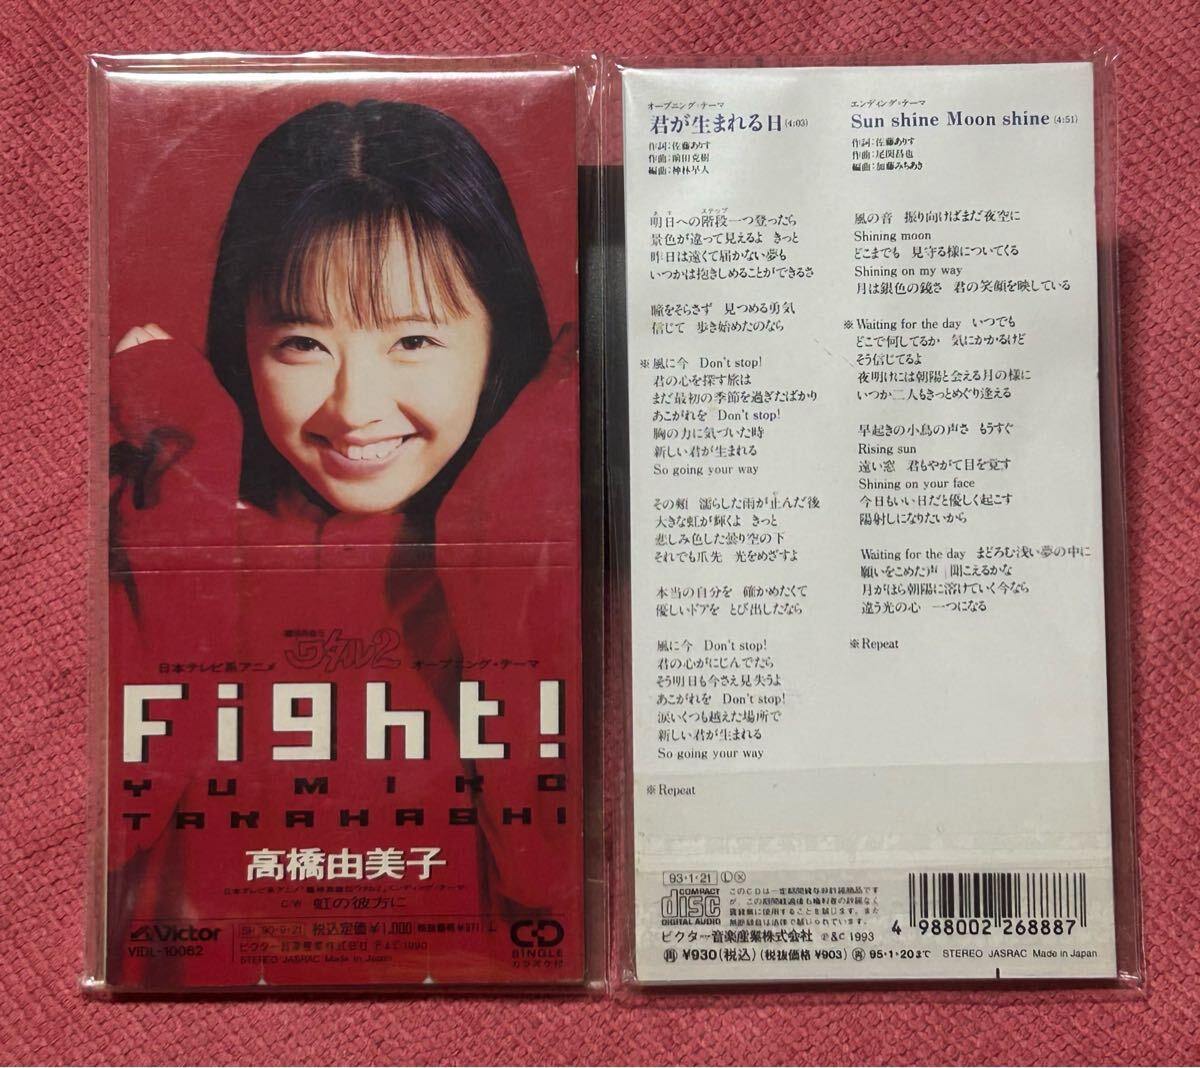 日本テレビ系アニメ
ワタル2
オープニング・テーマ
Fight!
YUMIKO
TAKAHASHI
高橋由美子
C/W 虹の彼方に
Victor
VIDL-10062
90・9・21 税込定価¥1,000
ビクター音楽産業株式会社 ℗&© 1990
STEREO JASRAC Made in Japan
CD
SINGLE
カラオケ付
オープニング・テーマ
君が生まれる日(4:03)
作詞:佐藤ありす
作曲:前田克樹
編曲:神林早人
明日への階段一つ登ったら
あす ステップ
景色が違って見えるよ きっと
昨日は遠くて届かない夢も
いつかは抱きしめることができるさ
瞳をそらさず 見つめる勇気
信じて 歩き始めたのなら
※風に今 Don't stop!
君の心を探す旅は
まだ最初の季節を過ぎたばかり
あこがれを Don't stop!
胸の力に気づいた時
新しい君が生まれる
So going your way
その頬 濡らした雨が止んだ後
大きな虹が輝くよ きっと
悲しみ色した曇り空の下
それでも爪先 光をめざすよ
本当の自分を 確かめたくて
優しいドアを とび出したなら
風に今 Don't stop!
君の心がにじんでたら
そう明日も今さえ見失うよ
あこがれを Don't stop!
涙いくつも越えた場所で
新しい君が生まれる
So going your way
※Repeat
エンディング・テーマ
Sun shine Moon shine(4:51)
作詞:佐藤ありす
作曲:尾関昌也
編曲:加藤みちあき
風の音 振り向けばまだ夜空に
Shining moon
どこまでも 見守る様についてくる
Shining on my way
月は銀色の鏡さ 君の笑顔を映している
※Waiting for the day いつでも
どこで何してるか 気にかかるけど
そう信じてるよ
夜明けには朝陽と会える月の様に
いつか二人もきっとめぐり逢える
早起きの小鳥の声さ もうすぐ
Rising sun
遠い窓 君もやがて目を覚す
Shining on your face
今日もいい日だと優しく起こす
陽射しになりたいから
Waiting for the day まどろむ浅い夢の中に
願いをこめた声 聞こえるかな
月がほら朝陽に溶けていく今なら
違う光の心 一つになる
※Repeat
93・1・21 Ⓛ Ⓧ
COMPACT
disc
DIGITAL AUDIO
ビクター音楽産業株式会社 ℗&© 1993
¥930(税込)(税抜価格 ¥903) 95・1・20まで
STEREO JASRAC Made in Japan
4 988002 268887